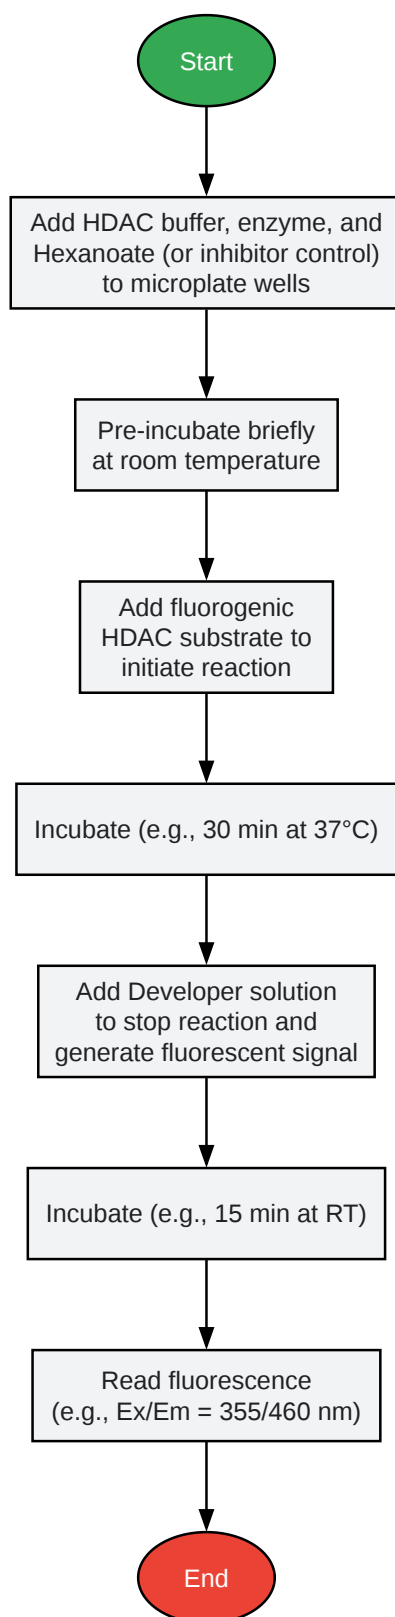 Start
Add HDAC buffer, enzyme, and
Hexanoate (or inhibitor control)
to microplate wells
Pre-incubate briefly
at room temperature
Add fluorogenic
HDAC substrate to
initiate reaction
Incubate (e.g., 30 min at 37°C)
Add Developer solution
to stop reaction and
generate fluorescent signal
Incubate (e.g., 15 min at RT)
Read fluorescence
(e.g., Ex/Em = 355/460 nm)
End